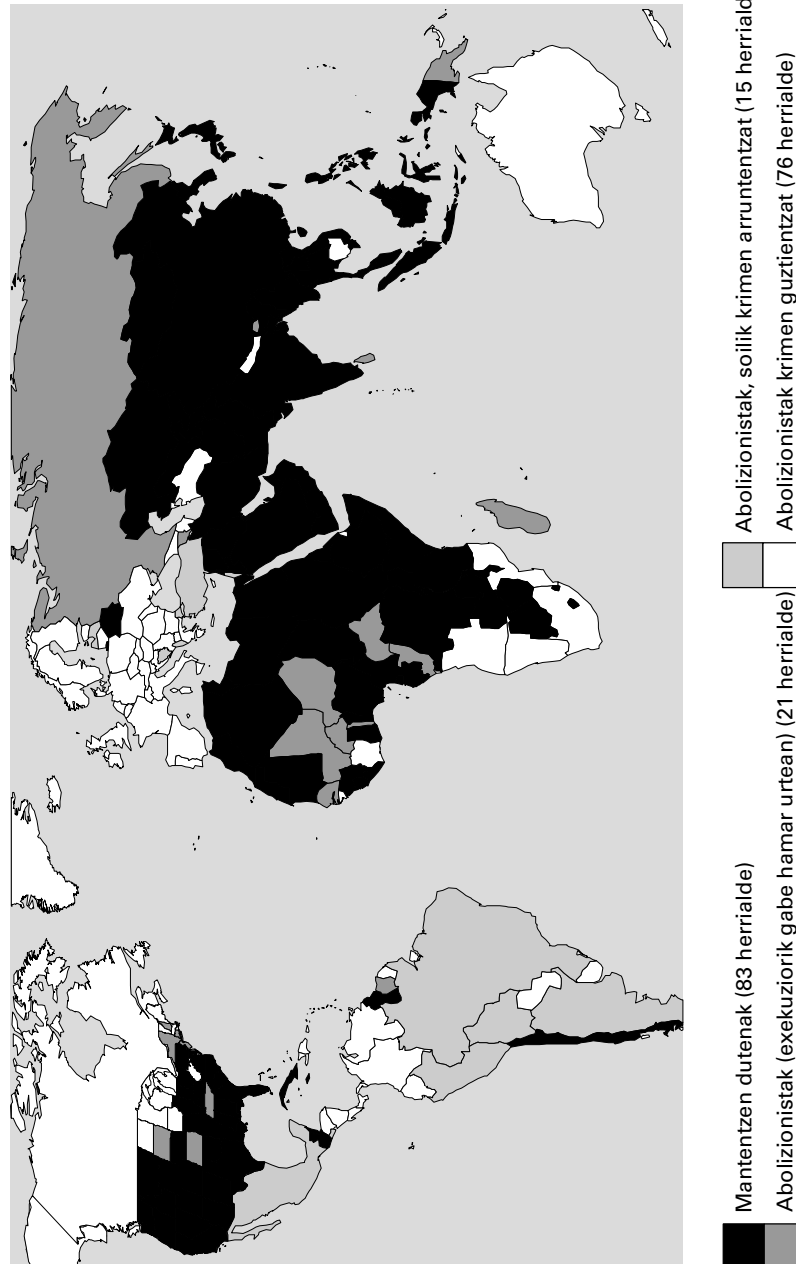 Mantentzen dutenak (83 herrialde)
Abolizionistak (exekuziorik gabe hamar urtean) (21 herrialde)
Abolizionistak, soilik krimen arruntentzat (15
Abolizionistak krimen guztientzat (76 herrialde)